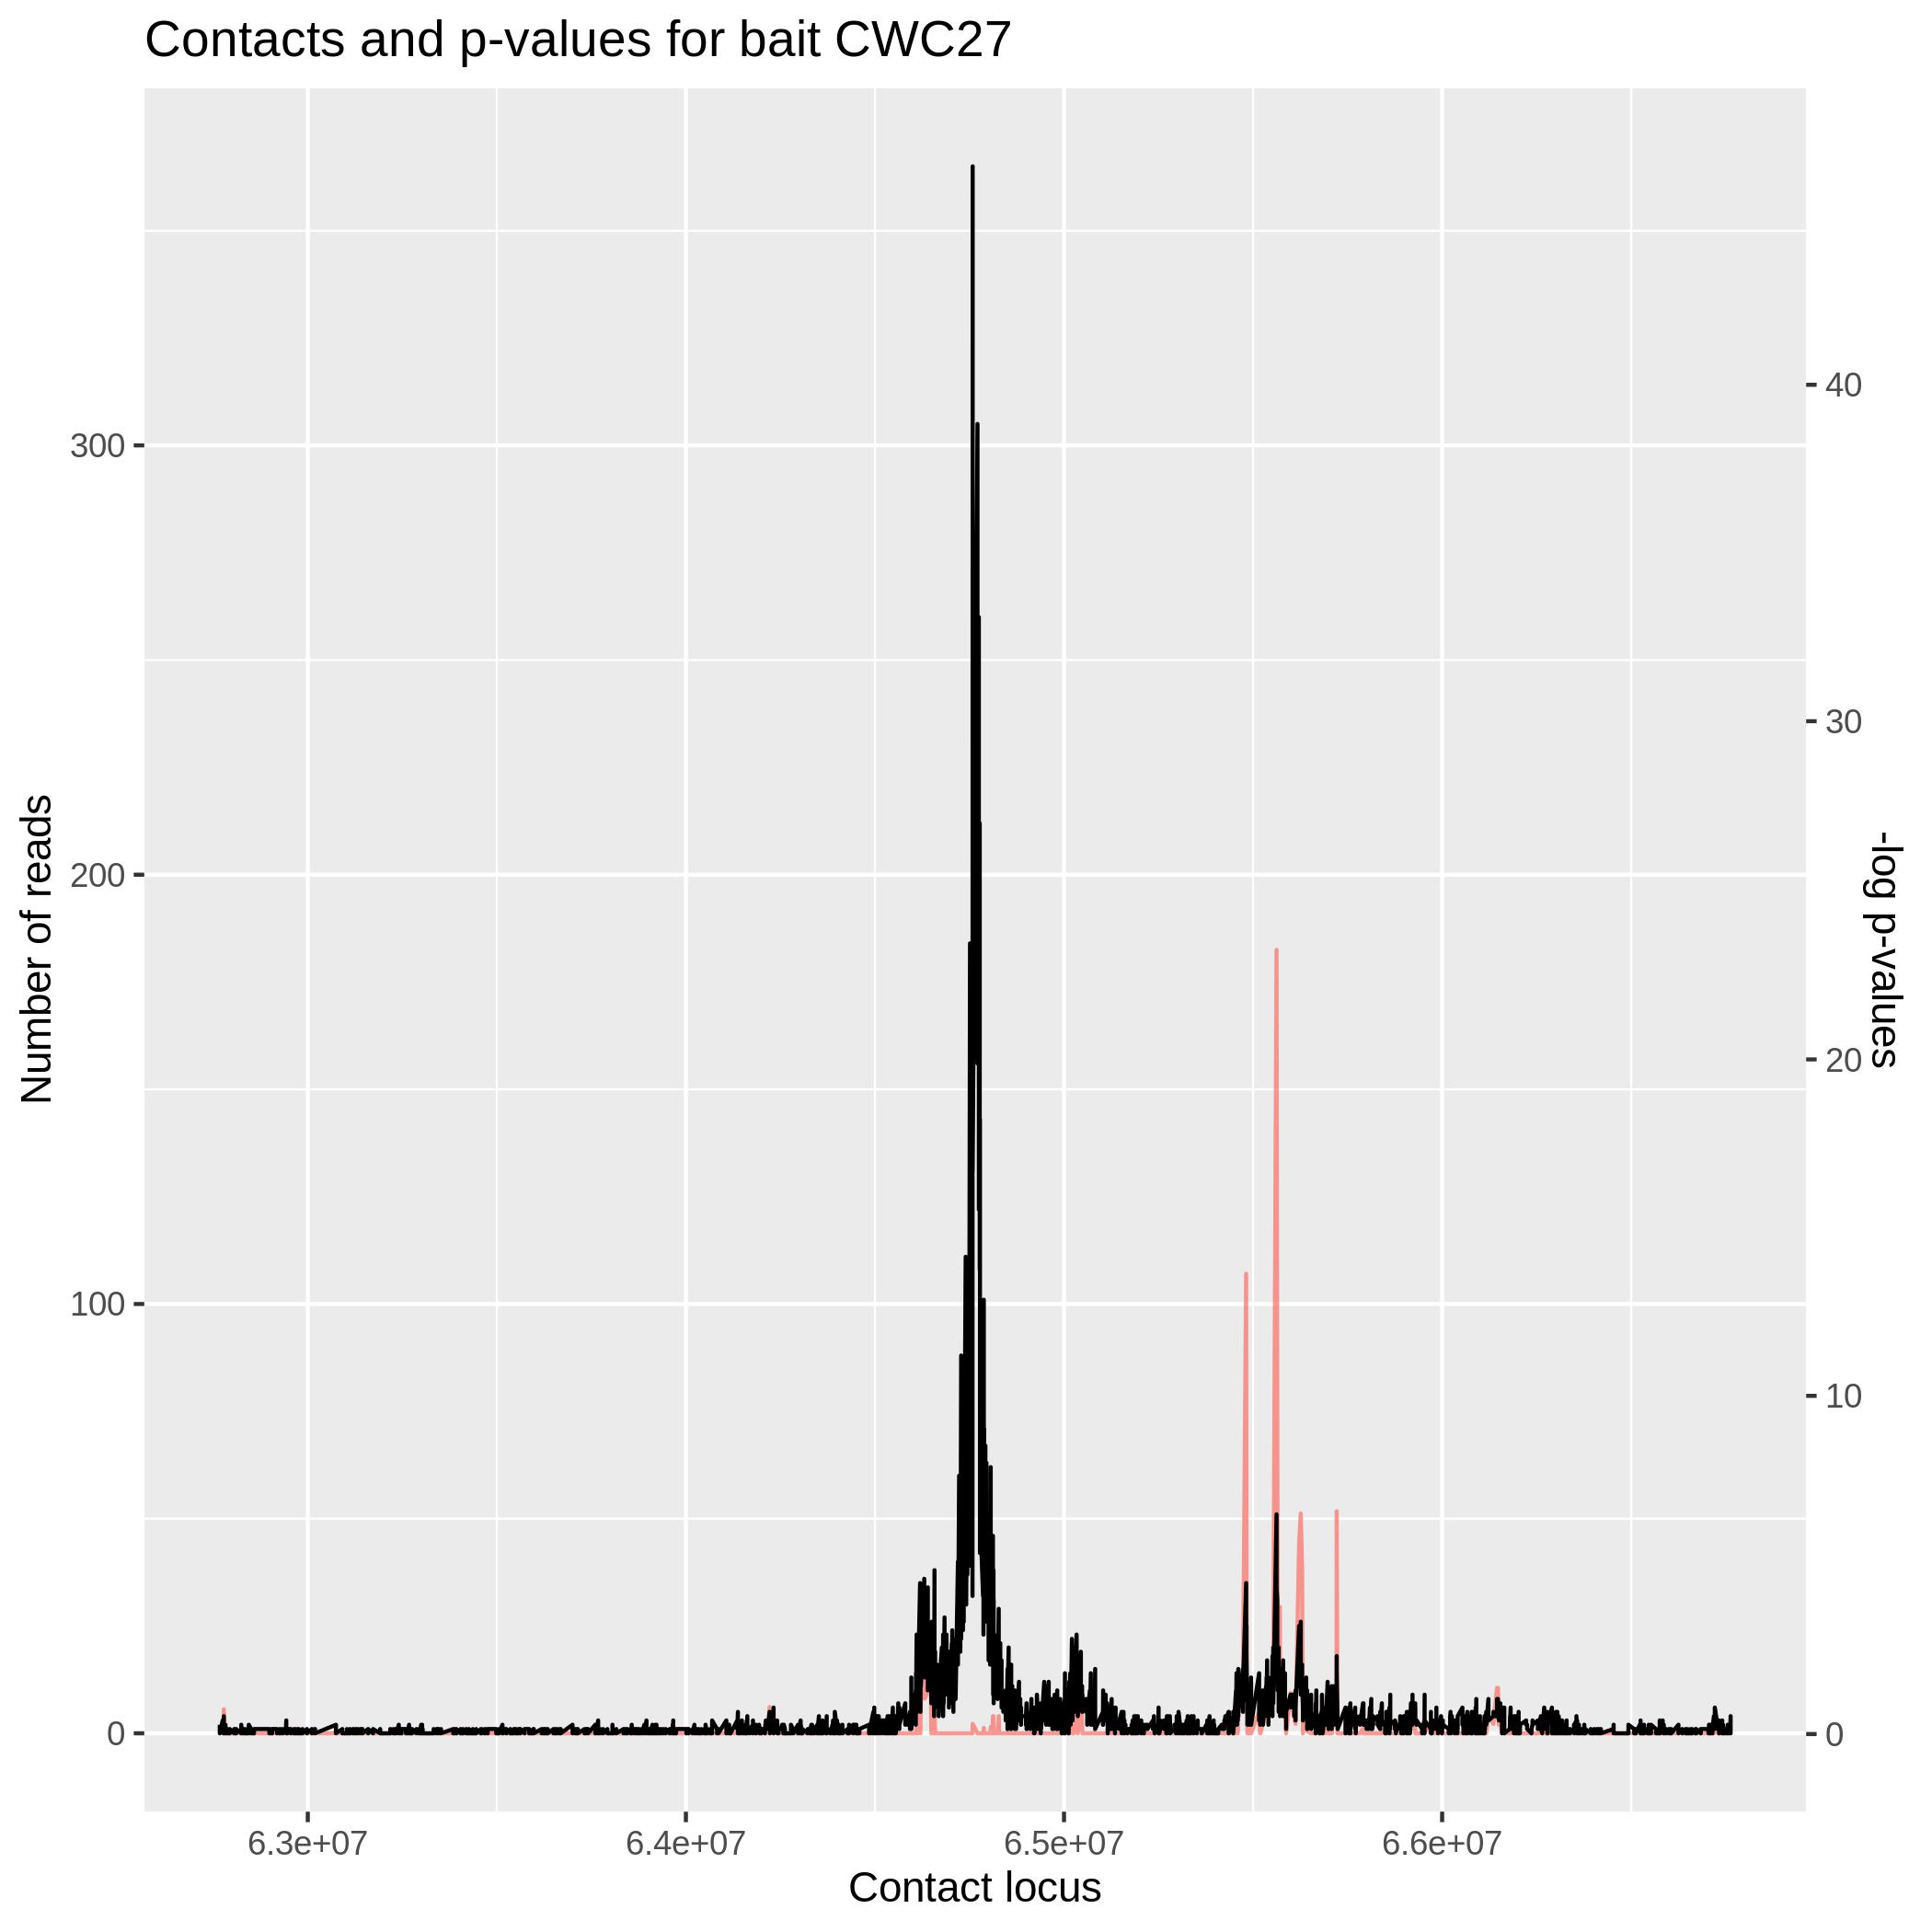 Contacts and p-values for bait CWC27
Number of reads
300
200
100
0
40
30
20
10
0
-log p-values
6.3e+07
6.4e+07
6.5e+07
6.6e+07
Contact locus